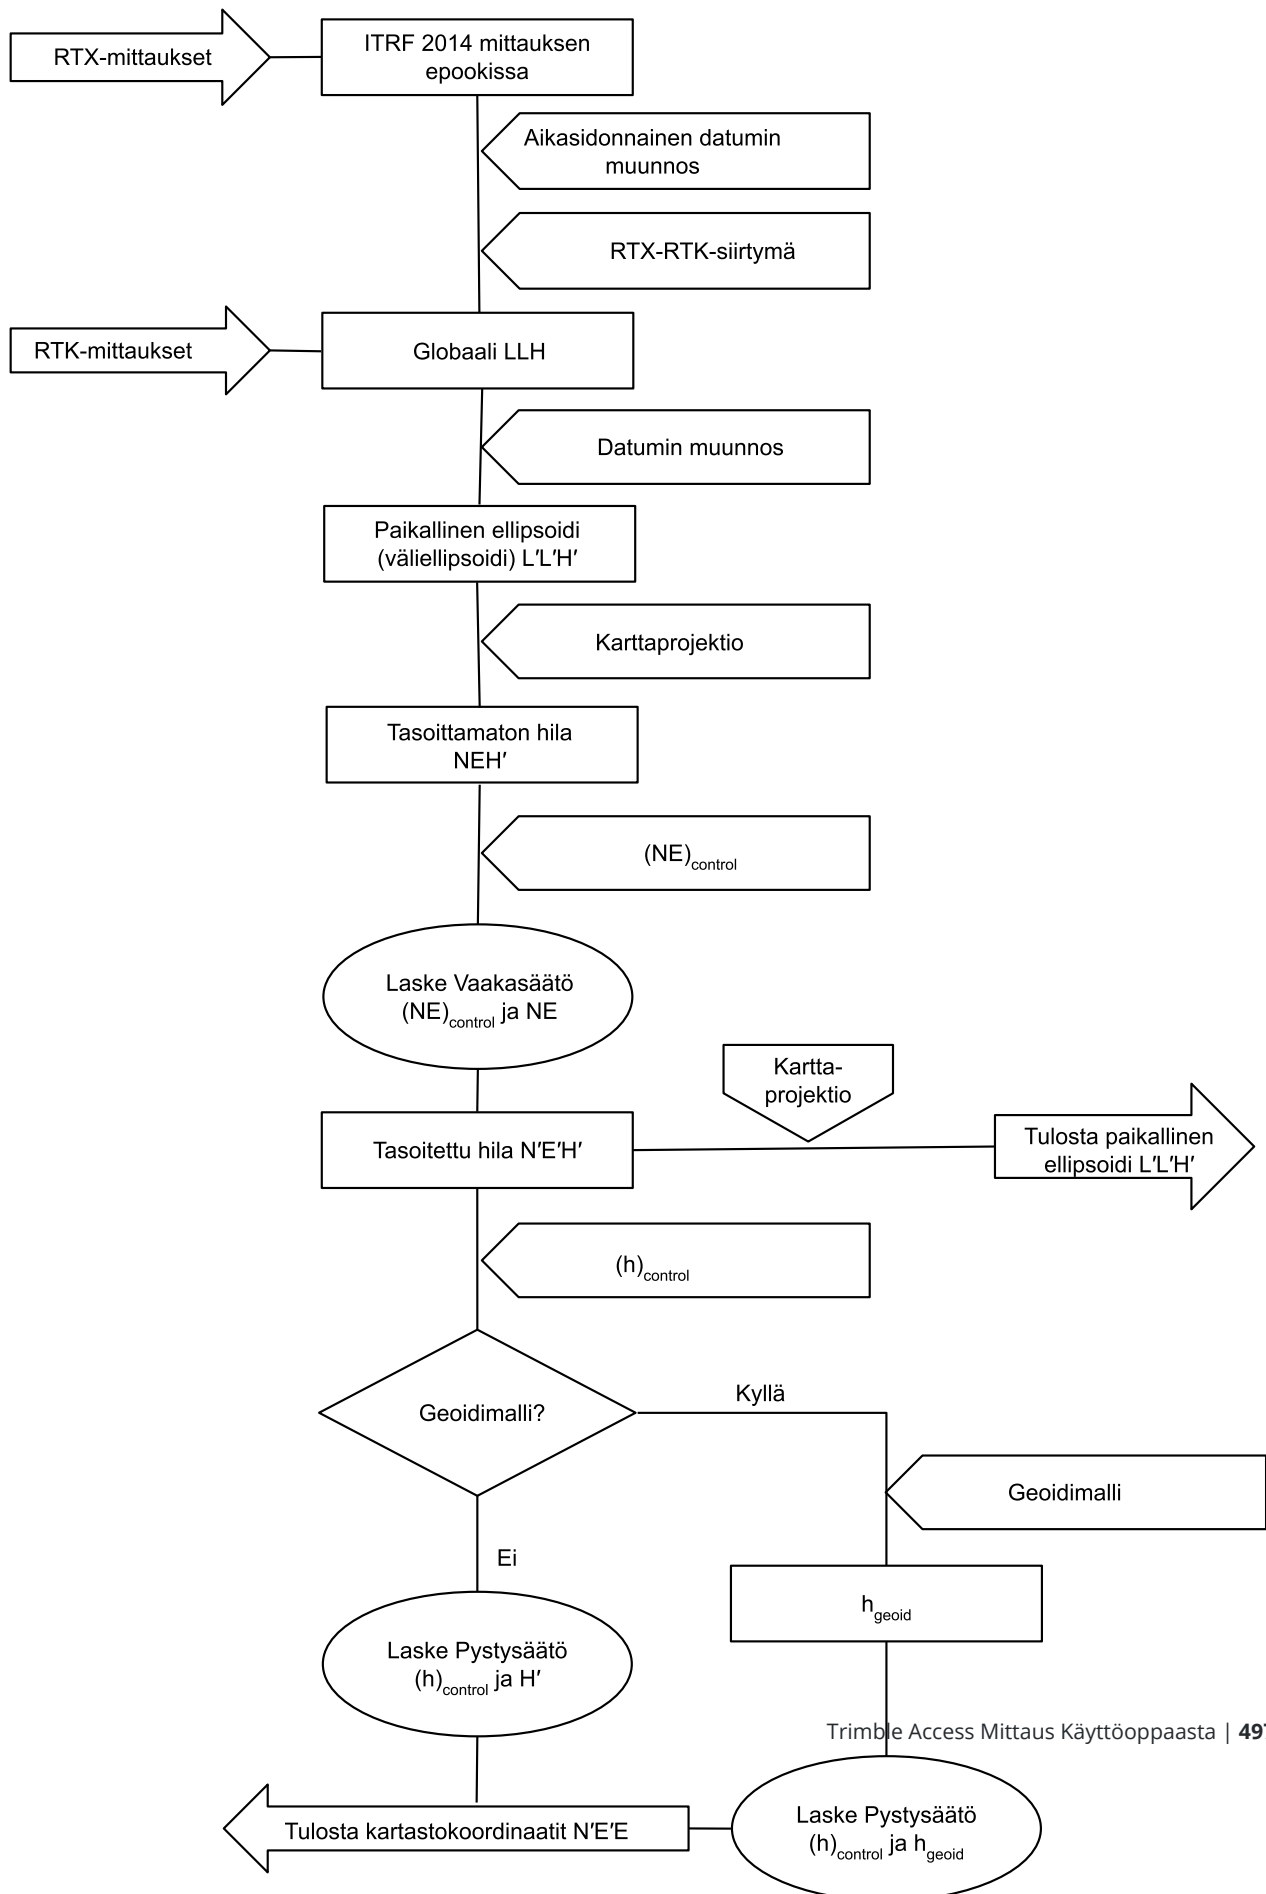 RTX-mittaukset
ITRF 2014 mittauksen
epookissa
Aikasidonnainen datumin
muunnos
RTX-RTK-siirtymä
RTK-mittaukset
Globaali LLH
Datumin muunnos
Paikallinen ellipsoidi
(väliellipsoidi) L′L′H′
Karttaprojektio
Tasoittamaton hila
NEH′
(NE)control
Laske Vaakasäätö
(NE)control ja NE
Kartta-
projektio
Tasoitettu hila N′E′H′
Tulosta paikallinen
ellipsoidi L′L′H′
(h)control
Geoidimalli?
Kyllä
Geoidimalli
Ei
hgeoid
Laske Pystysäätö
(h)control ja H′
Trimble Access Mittaus Käyttöoppaasta | 497
Laske Pystysäätö
(h)control ja hgeoid
Tulosta kartastokoordinaatit N′E′E